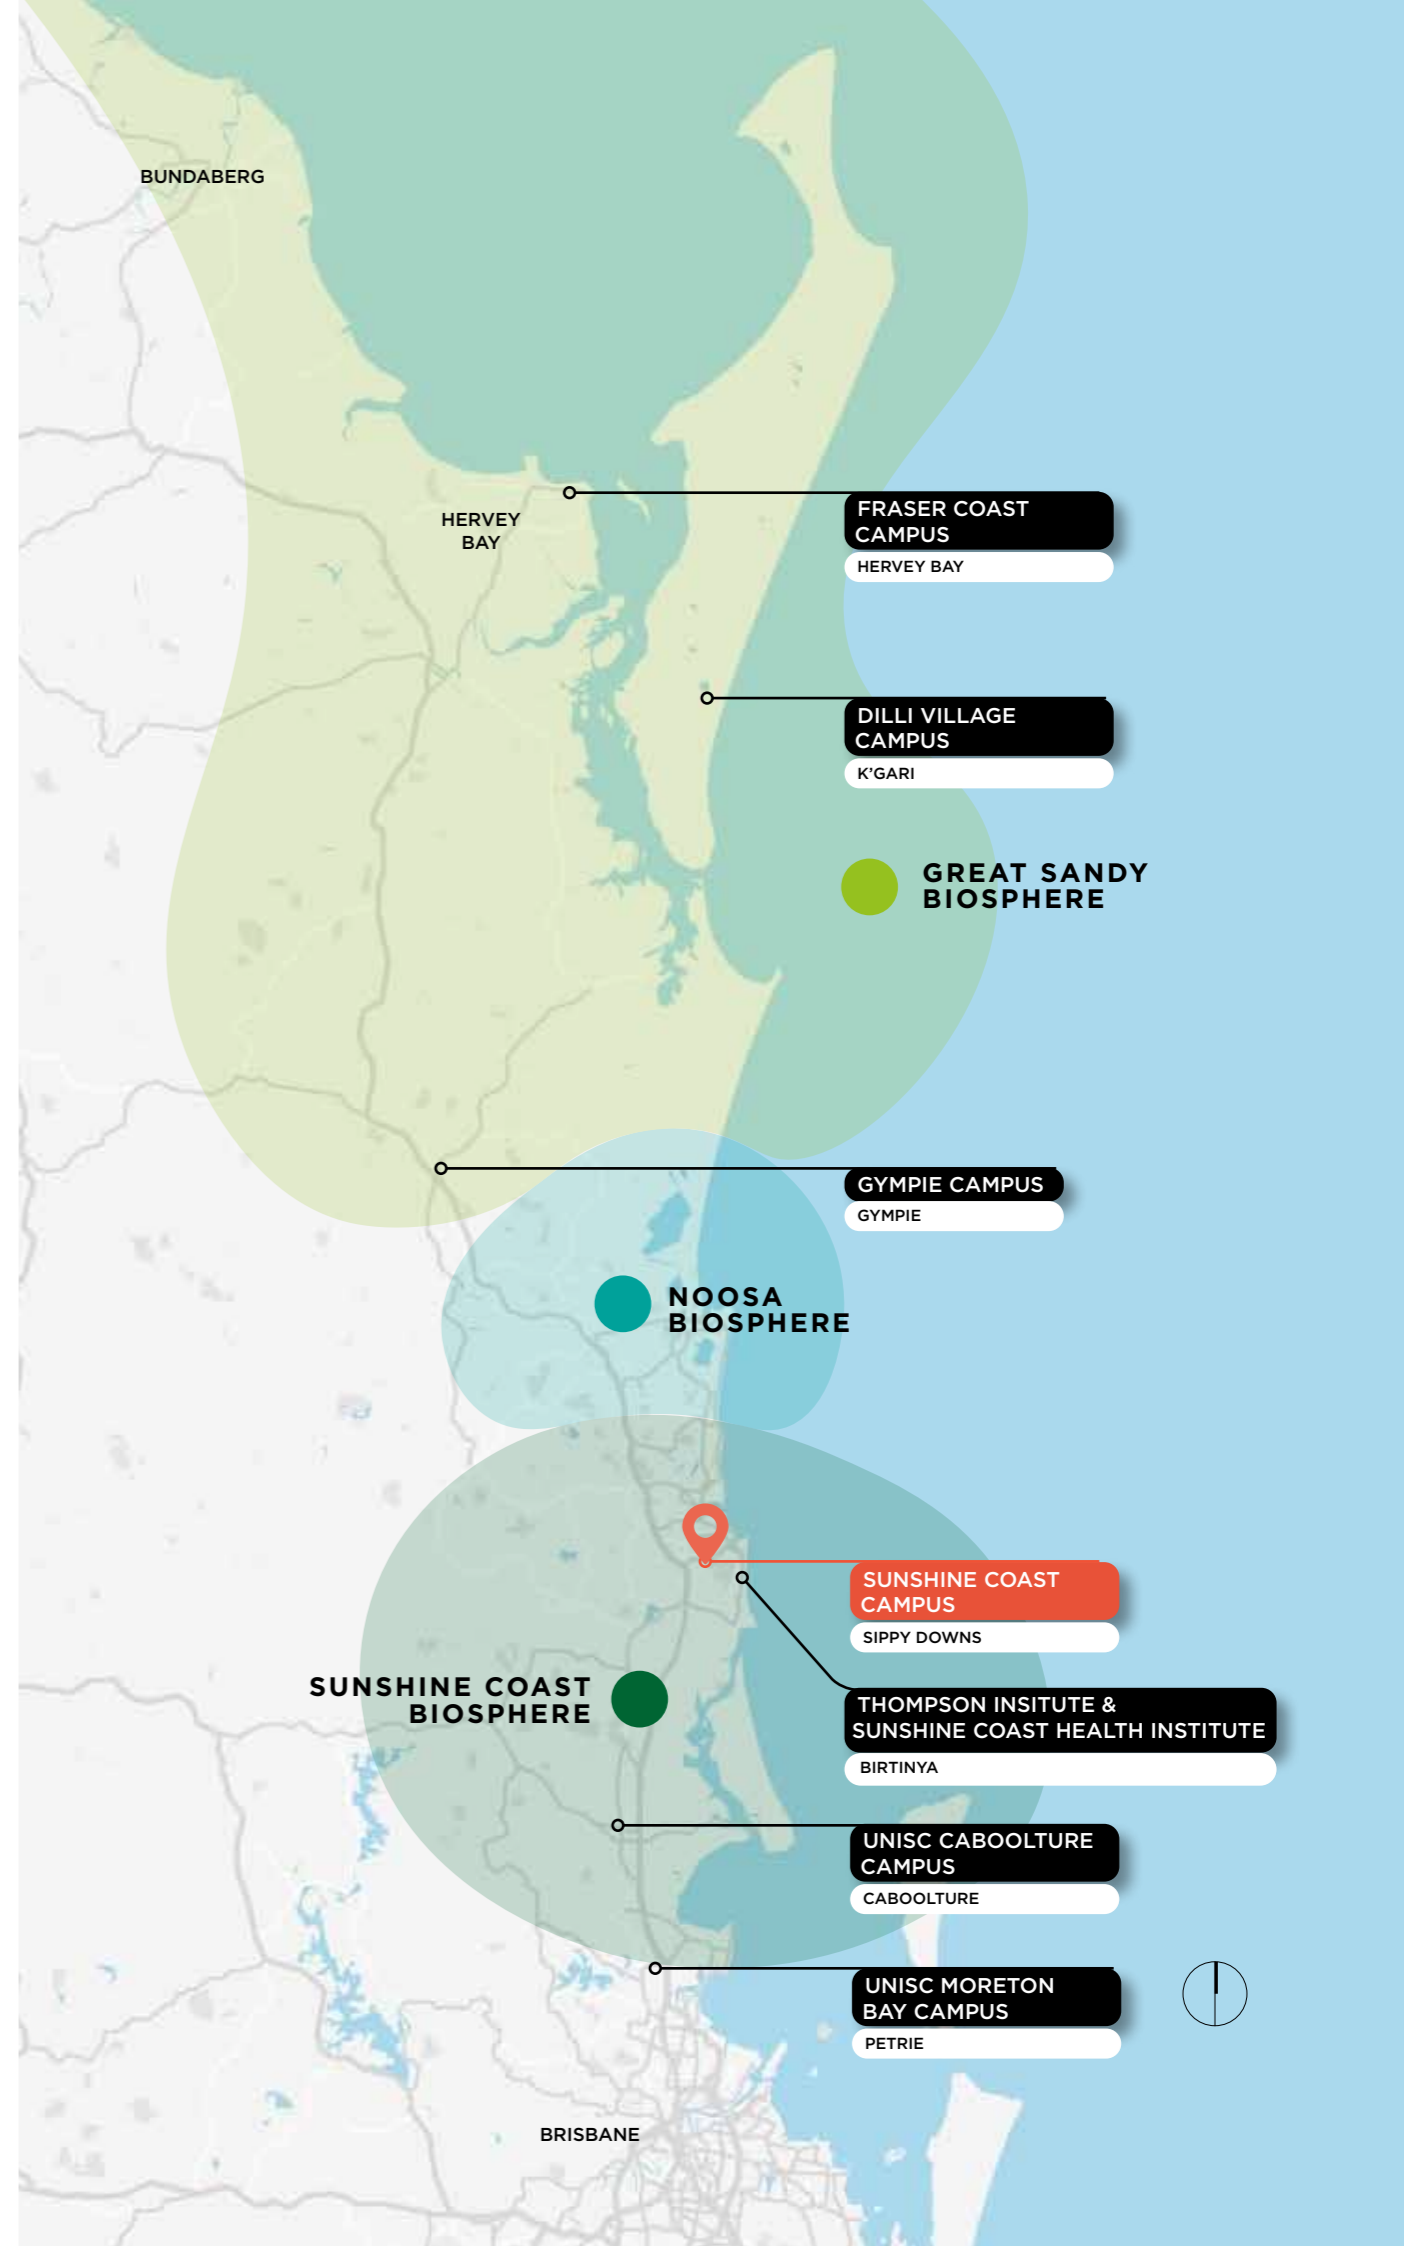 BUNDABERG
HERVEY
BAY
FRASER COAST
CAMPUS
HERVEY BAY
DILLI VILLAGE
CAMPUS
K'GARI
GREAT SANDY
BIOSPHERE
GYMPIE CAMPUS
GYMPIE
NOOSA
BIOSPHERE
SUNSHINE COAST
CAMPUS
SIPPY DOWNS
SUNSHINE COAST
BIOSPHERE
THOMPSON INSITUTE &
SUNSHINE COAST HEALTH INSTITUTE
BIRTINYA
UNISC CABOOLTURE
CAMPUS
CABOOLTURE
UNISC MORETON
BAY CAMPUS
PETRIE
BRISBANE